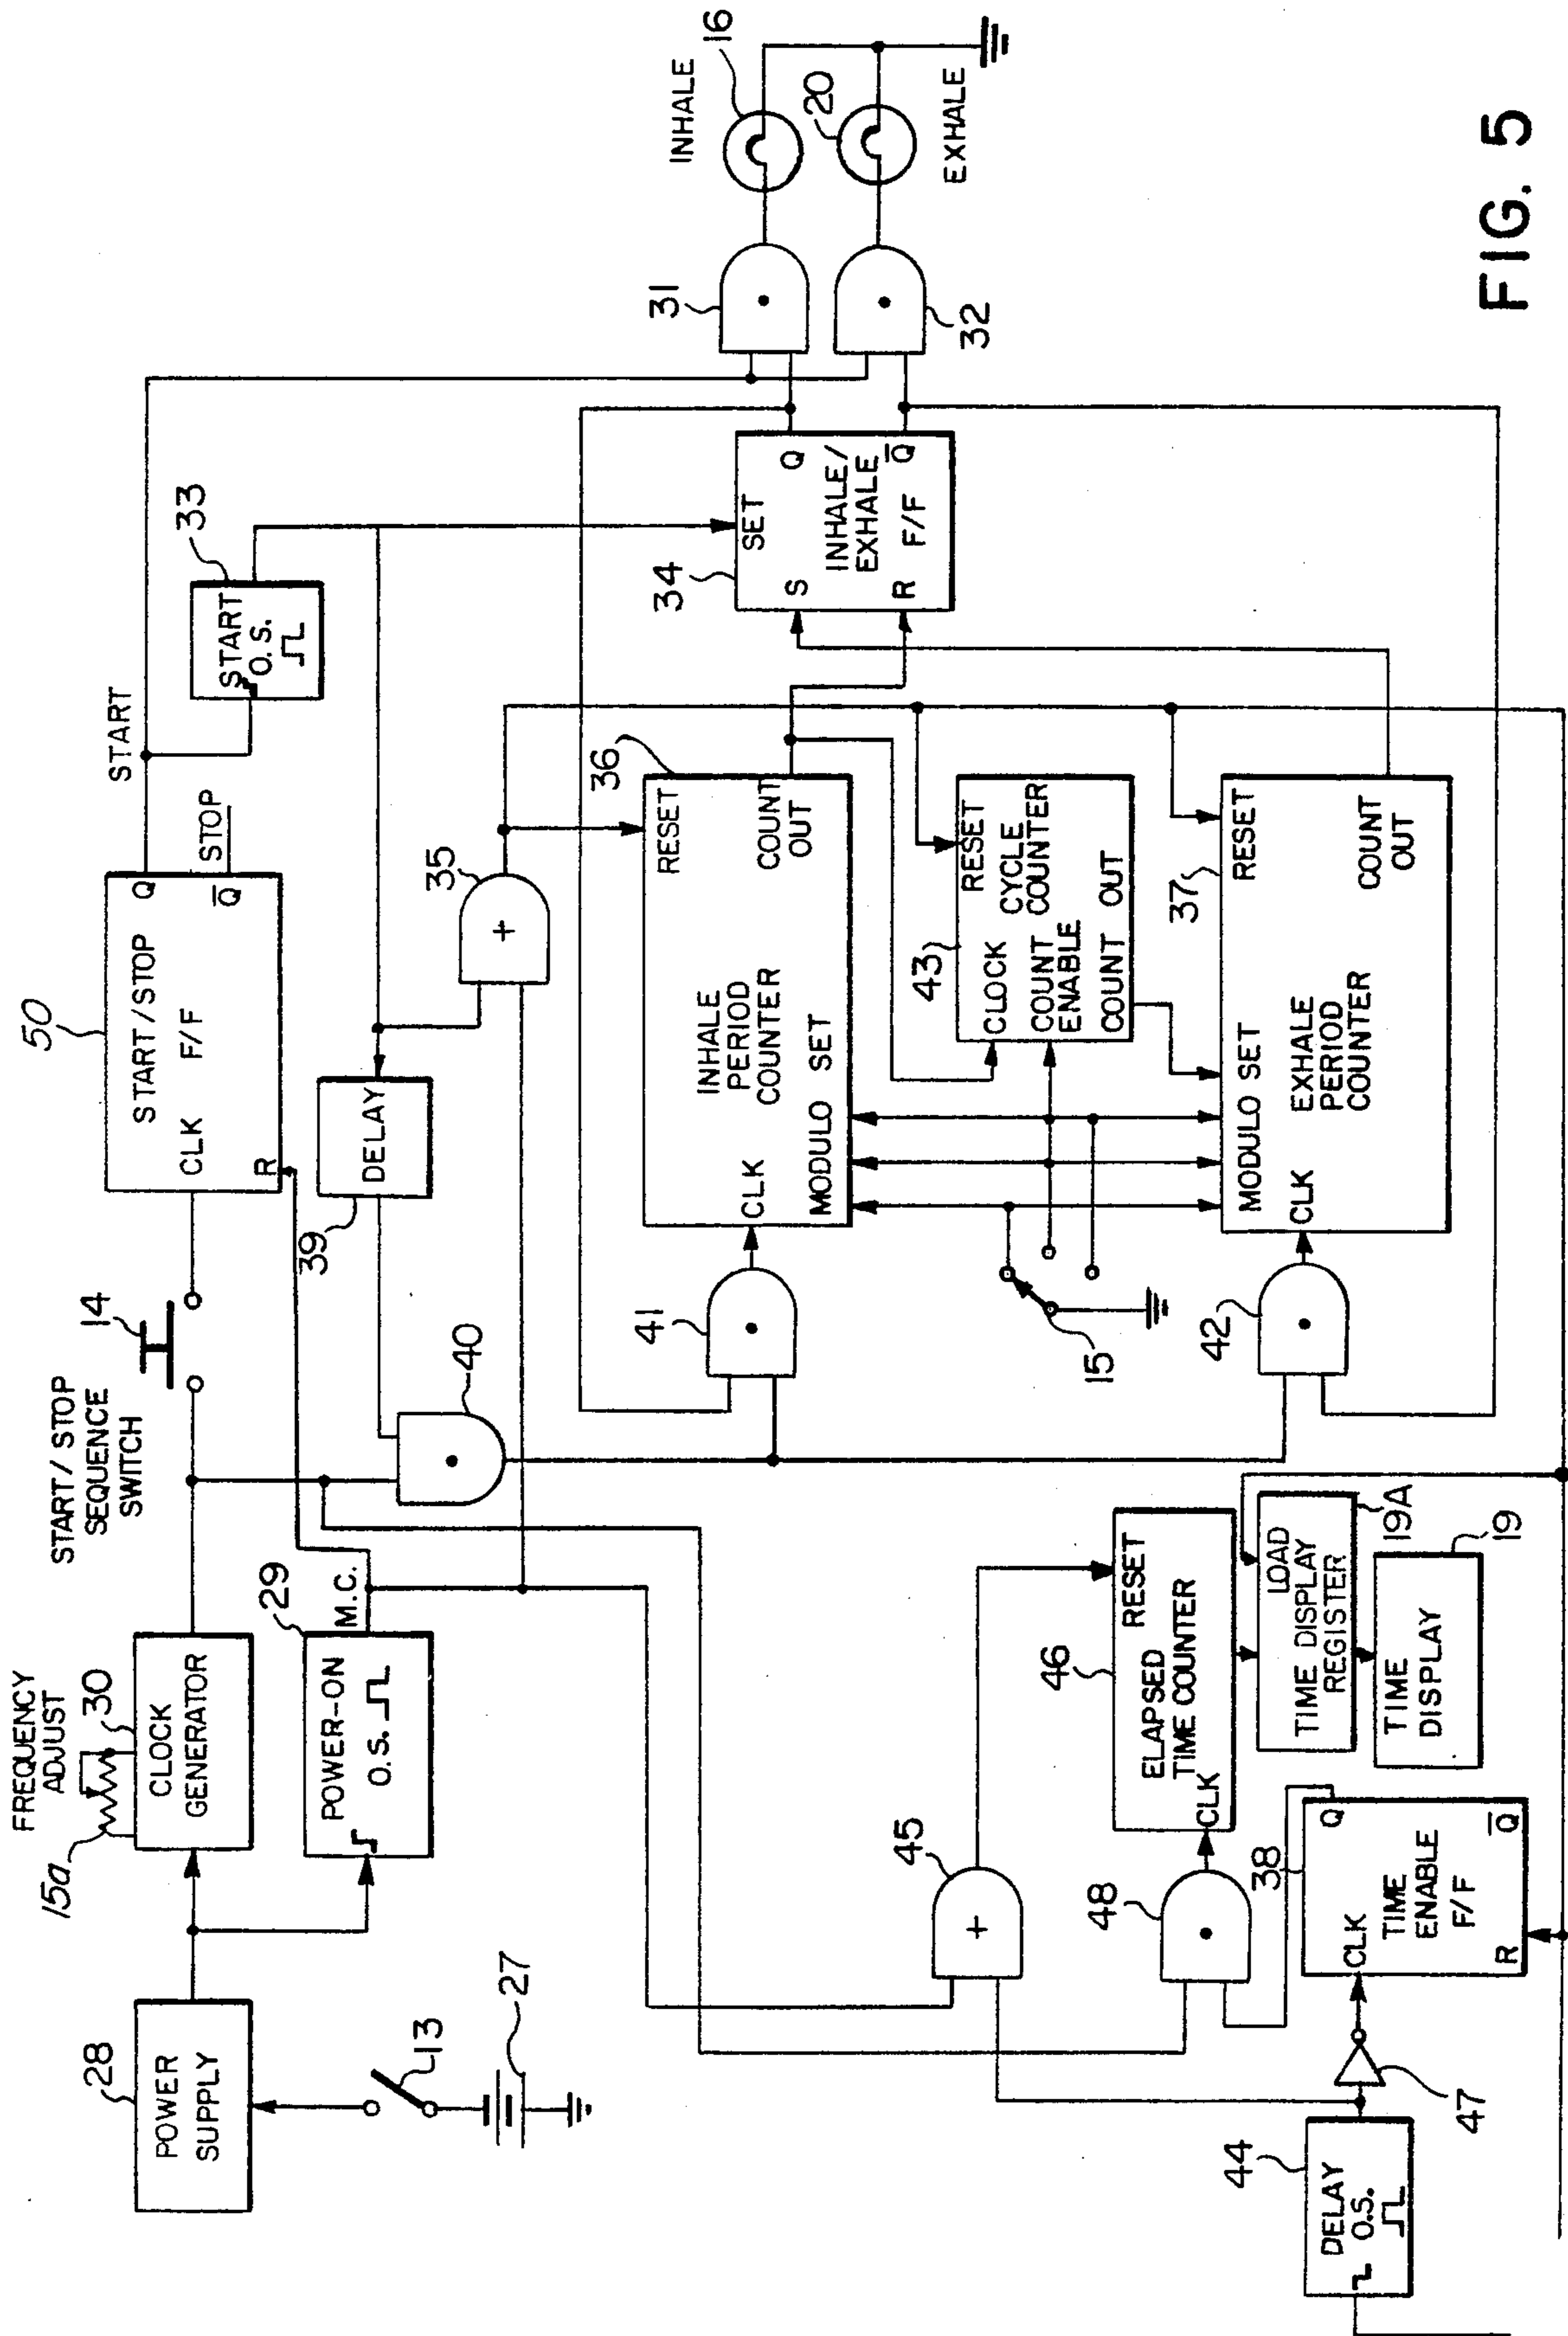 28
POWER
SUPPLY
13
27
FREQUENCY
ADJUST
15a
30
CLOCK
GENERATOR
29
POWER-ON
O.S.
M.C.
START/STOP
SEQUENCE
SWITCH
14
50
START/STOP
F/F
CLK
R
Q
Q̅
START
STOP
33
START
O.S.
39
DELAY
40
35
34
SET
S
R
INHALE/
EXHALE
F/F
Q
Q̅
31
32
INHALE
16
20
EXHALE
41
36
RESET
INHALE
PERIOD
COUNTER
COUNT
OUT
CLK
MODULO SET
15
43
RESET
CLOCK
CYCLE
COUNTER
COUNT
ENABLE
COUNT OUT
42
37
MODULO SET
RESET
CLK
EXHALE
PERIOD
COUNTER
COUNT
OUT
45
46
RESET
ELAPSED
TIME COUNTER
CLK
48
LOAD
TIME DISPLAY
REGISTER
19A
TIME
DISPLAY
19
38
CLK
TIME
ENABLE
F/F
Q
Q̅
R
44
DELAY
O.S.
47
FIG. 5